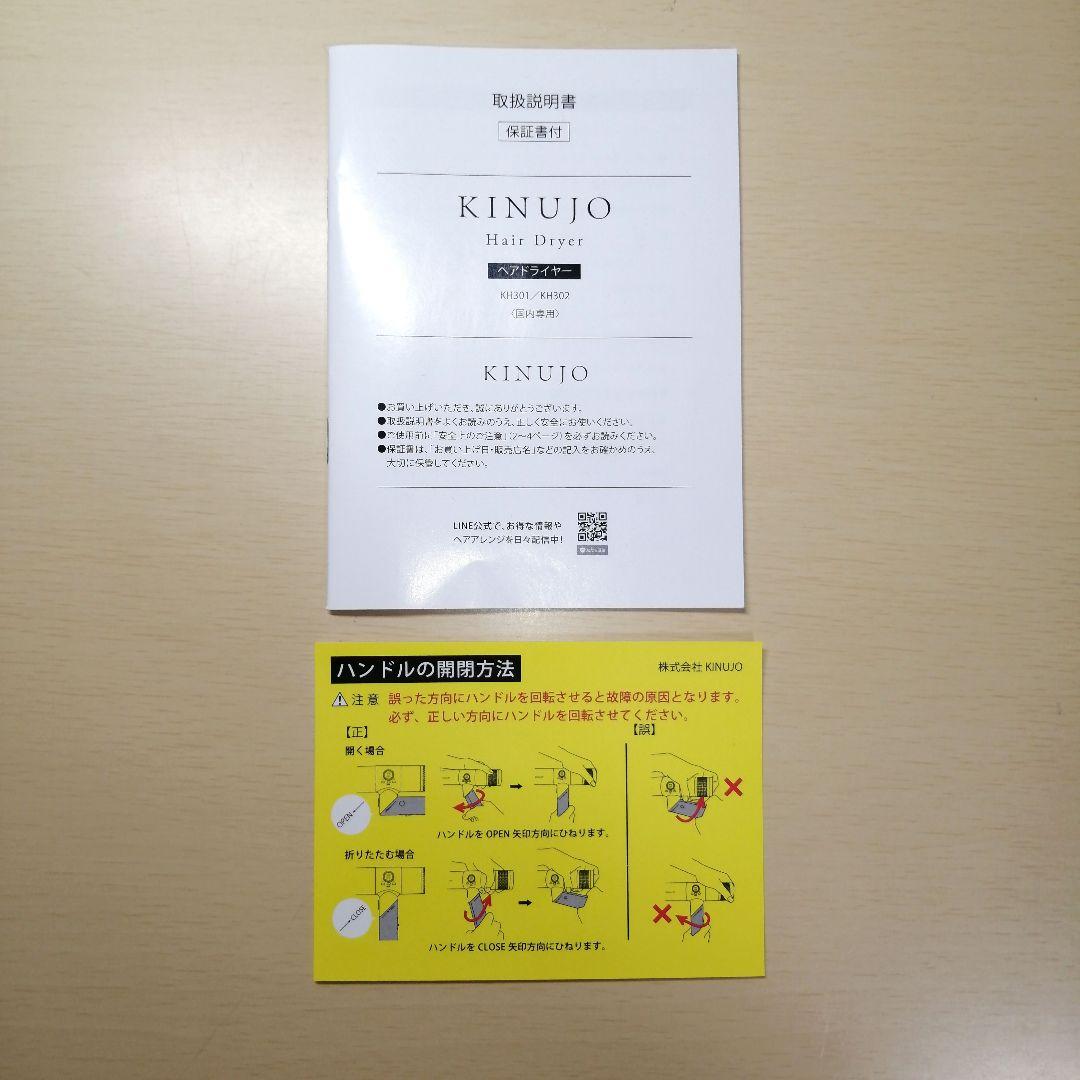 取扱説明書
保証書付
KINUJO
Hair Dryer
ヘアドライヤー
KH301／KH302
〈国内専用〉
KINUJO
●お買い上げいただき、誠にありがとうございます。
●取扱説明書をよくお読みのうえ、正しく安全にお使いください。
●ご使用前に「安全上のご注意」（2～4ページ）を必ずお読みください。
●保証書は、「お買い上げ日・販売店名」などの記入をお確かめのうえ、
大切に保管してください。
LINE公式で、お得な情報や
ヘアアレンジを日々配信中！
ハンドルの開閉方法
株式会社 KINUJO
注意 誤った方向にハンドルを回転させると故障の原因となります。
必ず、正しい方向にハンドルを回転させてください。
【正】
【誤】
開く場合
OPEN
ハンドルを OPEN 矢印方向にひねります。
折りたたむ場合
CLOSE
ハンドルを CLOSE 矢印方向にひねります。